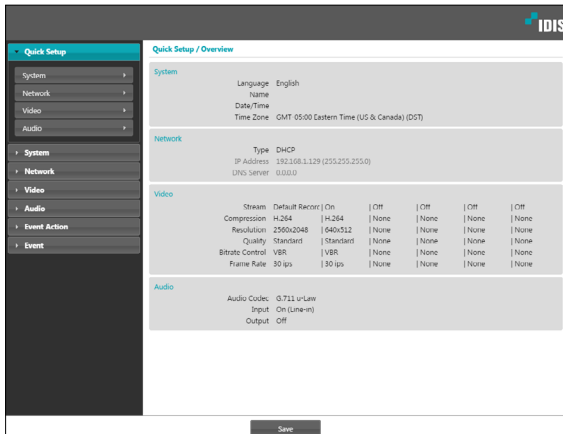 IDIS
Quick Setup
System
Network
Video
Audio
System
Network
Video
Audio
Event Action
Event
Quick Setup / Overview
System
Language English
Name
Date/Time
Time Zone GMT-05:00 Eastern Time (US & Canada) (DST)
Network
Type DHCP
IP Address 192.168.1.129 (255.255.255.0)
DNS Server 0.0.0.0
Video
Stream Default Record | On | Off | Off | Off | Off
Compression H.264 | H.264 | None | None | None | None
Resolution 2560x2048 | 640x512 | None | None | None | None
Quality Standard | Standard | None | None | None | None
Bitrate Control VBR | VBR | None | None | None | None
Frame Rate 30 ips | 30 ips | None | None | None | None
Audio
Audio Codec G.711 u-Law
Input On (Line-in)
Output Off
Save